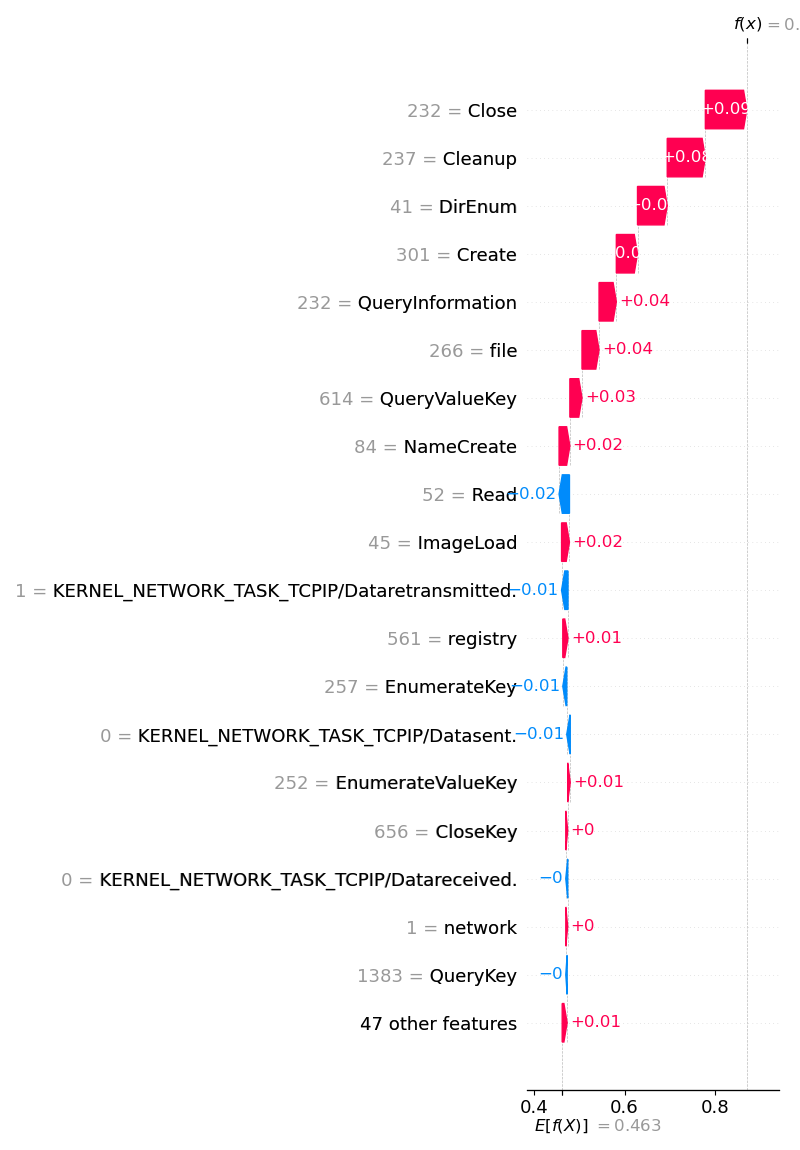 f(x) = 0.
232 = Close +0.09
237 = Cleanup +0.08
41 = DirEnum
301 = Create
232 = QueryInformation +0.04
266 = file +0.04
614 = QueryValueKey +0.03
84 = NameCreate +0.02
52 = Read −0.02
45 = ImageLoad +0.02
1 = KERNEL_NETWORK_TASK_TCPIP/Dataretransmitted. −0.01
561 = registry +0.01
257 = EnumerateKey −0.01
0 = KERNEL_NETWORK_TASK_TCPIP/Datasent. −0.01
252 = EnumerateValueKey +0.01
656 = CloseKey +0
0 = KERNEL_NETWORK_TASK_TCPIP/Datareceived. −0
1 = network +0
1383 = QueryKey −0
47 other features +0.01
0.4 0.6 0.8
E[f(X)] = 0.463